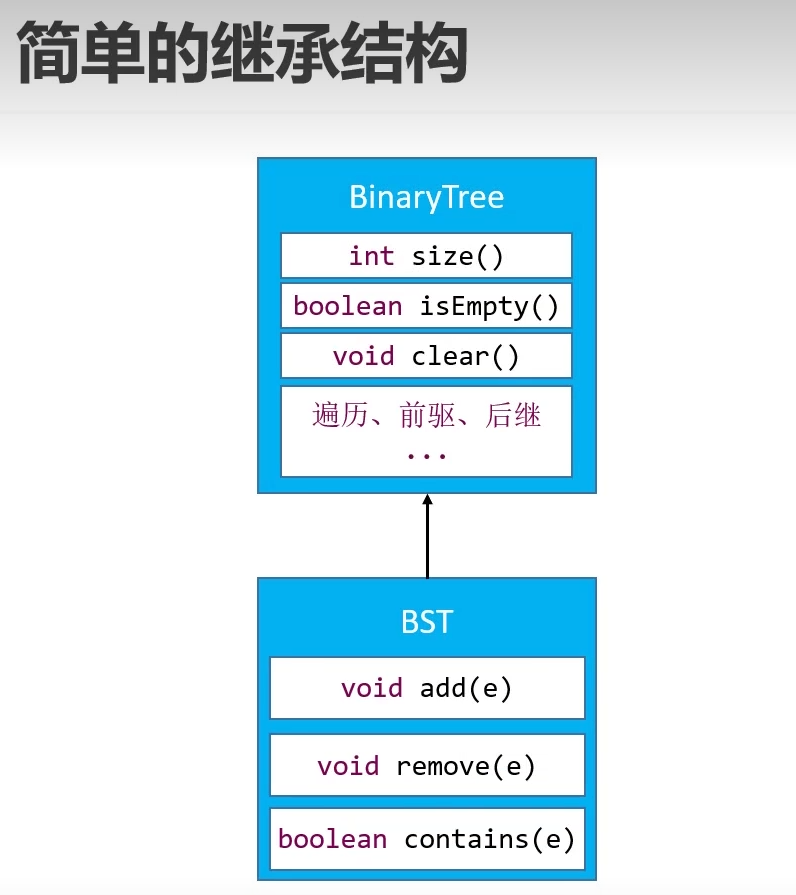 简单的继承结构
BinaryTree
int size()
boolean isEmpty()
void clear()
遍历、前驱、后继
...
BST
void add(e)
void remove(e)
boolean contains(e)